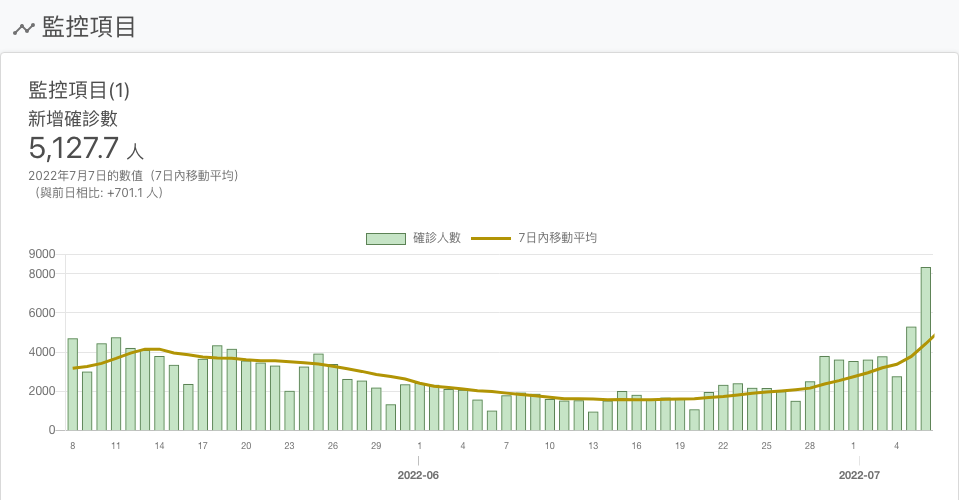 監控項目
監控項目(1)
新增確診數
5,127.7 人
2022年7月7日的數值（7日內移動平均）
（與前日相比: +701.1 人）
確診人數 7日內移動平均
9000
8000
6000
4000
2000
0
8 11 14 17 20 23 26 29 1 4 7 10 13 16 19 22 25 28 1 4
2022-06 2022-07